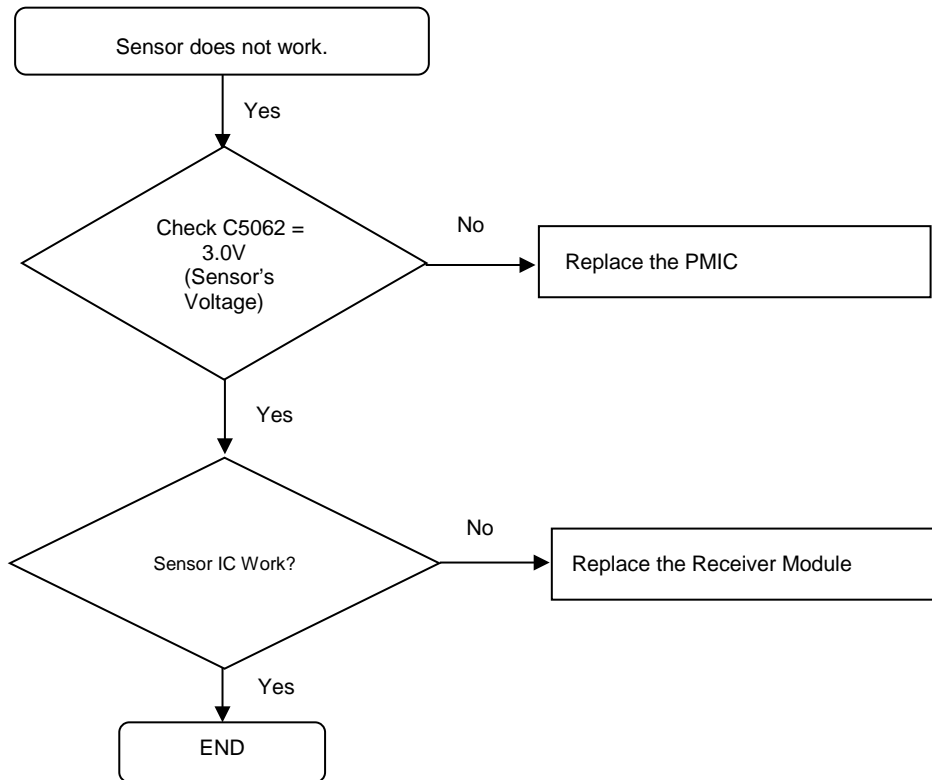 Sensor does not work.
Yes
Check C5062 =
3.0V
(Sensor's
Voltage)
No
Replace the PMIC
Yes
Sensor IC Work?
No
Replace the Receiver Module
Yes
END